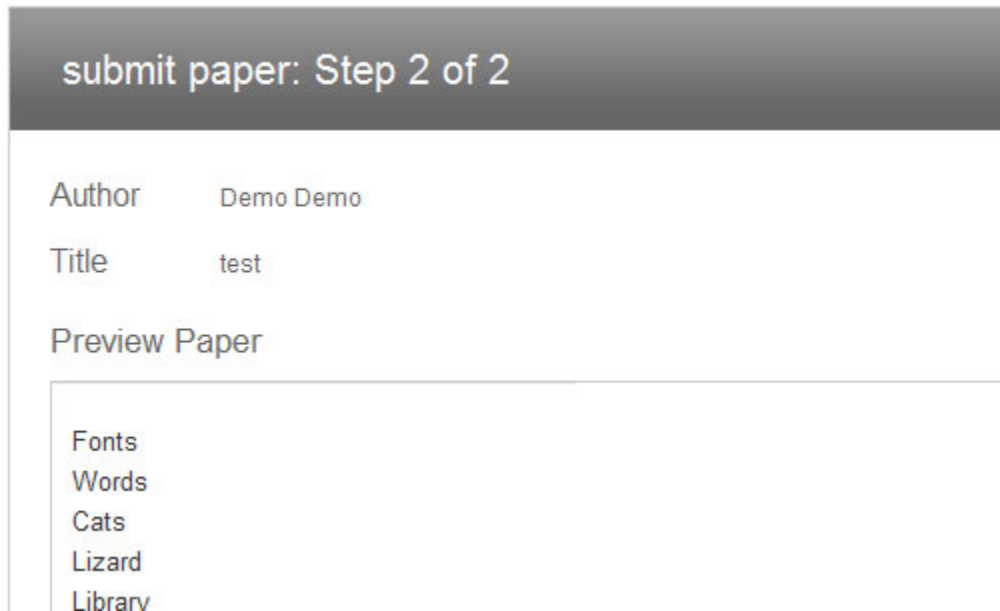 submit paper: Step 2 of 2
Author Demo Demo
Title test
Preview Paper
Fonts
Words
Cats
Lizard
Library